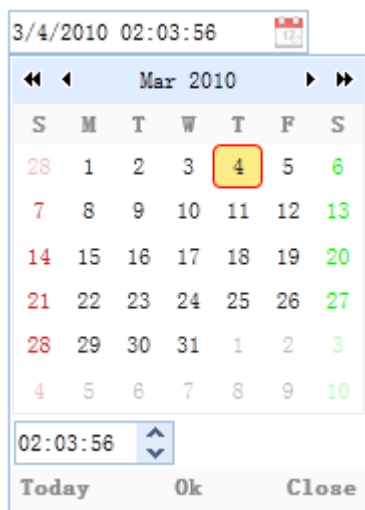 3/4/2010 02:03:56 17
Mar 2010
S M T W T F S
28 1 2 3 4 5 6
7 8 9 10 11 12 13
14 15 16 17 18 19 20
21 22 23 24 25 26 27
28 29 30 31 1 2 3
4 5 6 7 8 9 10
02:03:56
Today Ok Close